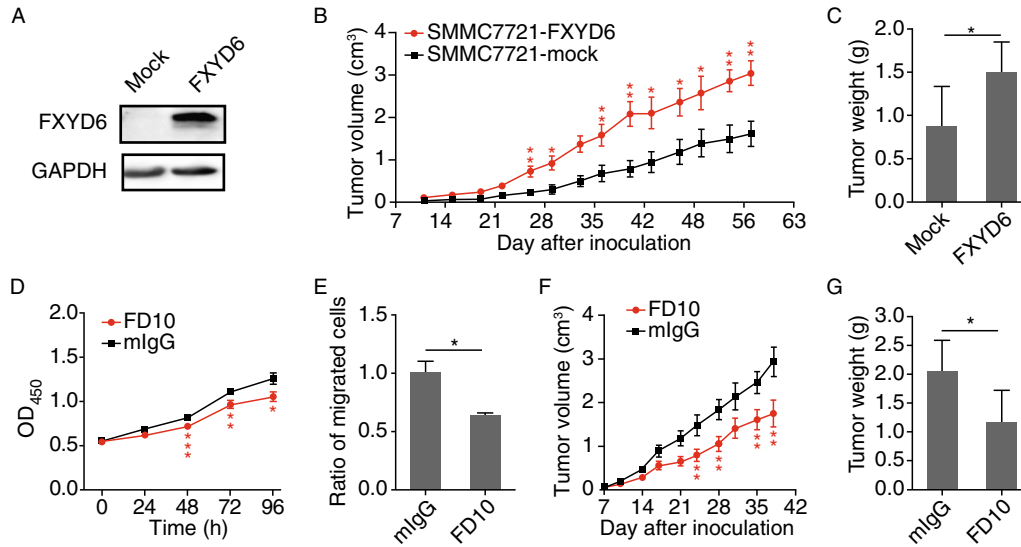 A
Mock
FXYD6
FXYD6
GAPDH
B
SMMC7721-FXYD6
SMMC7721-mock
Tumor volume (cm³)
4
3
2
1
0
7 14 21 28 35 42 49 56 63
Day after inoculation
** ** ** ** * * * ** **
C
Tumor weight (g)
2.0
1.5
1.0
0.5
0.0
*
Mock
FXYD6
D
FD10
mIgG
OD450
1.5
1.0
0.5
0.0
0 24 48 72 96
Time (h)
*** ** *
E
Ratio of migrated cells
1.5
1.0
0.5
0.0
*
mIgG
FD10
F
FD10
mIgG
Tumor volume (cm³)
4
3
2
1
0
7 14 21 28 35 42
Day after inoculation
*** *** *** **
G
Tumor weight (g)
3.0
2.5
2.0
1.5
1.0
0.5
0.0
*
mIgG
FD10